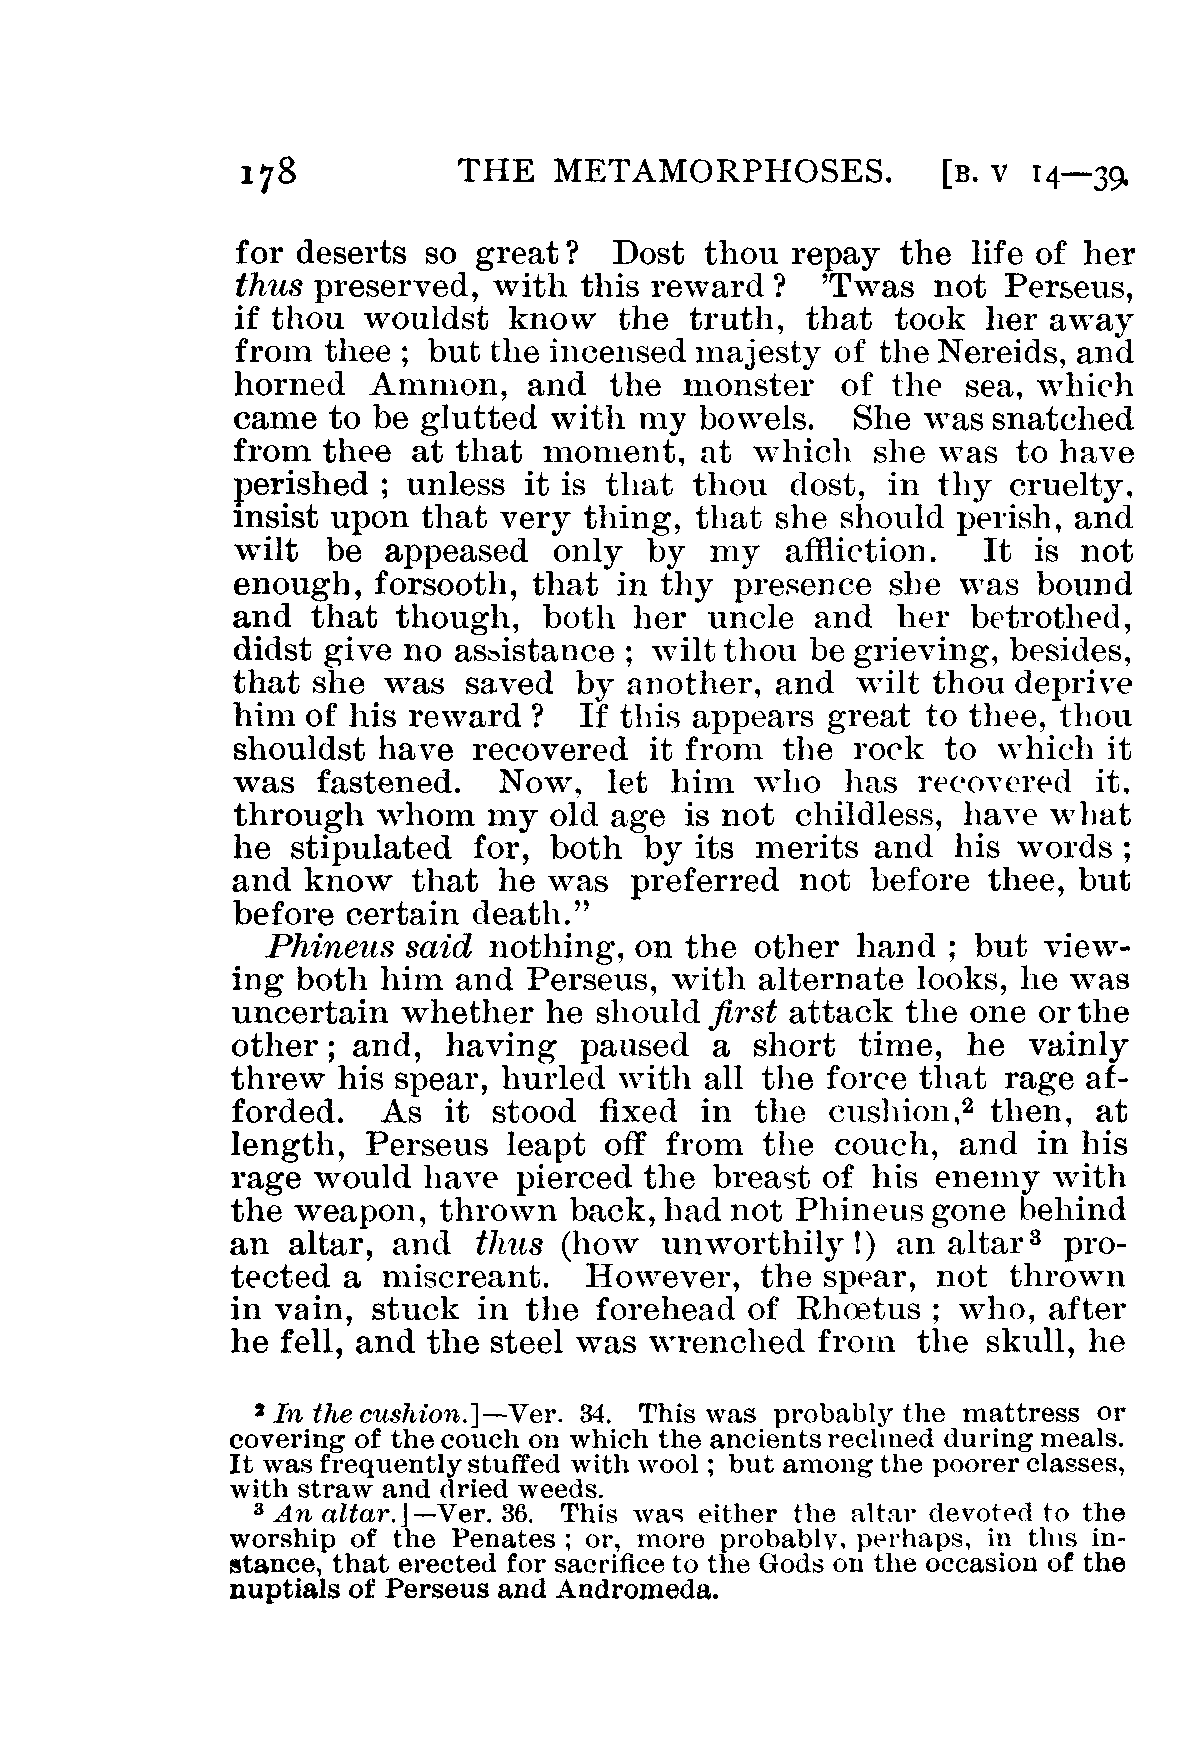 178 THE METAMORPHOSES. [B. V 14—39.
for deserts so great? Dost thou repay the life of her
thus preserved, with this reward? 'Twas not Perseus,
if thou wouldst know the truth, that took her away
from thee; but the incensed majesty of the Nereids, and
horned Ammon, and the monster of the sea, which
came to be glutted with my bowels. She was snatched
from thee at that moment, at which she was to have
perished; unless it is that thou dost, in thy cruelty,
insist upon that very thing, that she should perish, and
wilt be appeased only by my affliction. It is not
enough, forsooth, that in thy presence she was bound
and that though, both her uncle and her betrothed,
didst give no assistance; wilt thou be grieving, besides,
that she was saved by another, and wilt thou deprive
him of his reward? If this appears great to thee, thou
shouldst have recovered it from the rock to which it
was fastened. Now, let him who has recovered it,
through whom my old age is not childless, have what
he stipulated for, both by its merits and his words;
and know that he was preferred not before thee, but
before certain death."
Phineus said nothing, on the other hand; but view-
ing both him and Perseus, with alternate looks, he was
uncertain whether he should first attack the one or the
other; and, having paused a short time, he vainly
threw his spear, hurled with all the force that rage af-
forded. As it stood fixed in the cushion,² then, at
length, Perseus leapt off from the couch, and in his
rage would have pierced the breast of his enemy with
the weapon, thrown back, had not Phineus gone behind
an altar, and thus (how unworthily!) an altar³ pro-
tected a miscreant. However, the spear, not thrown
in vain, stuck in the forehead of Rhœtus; who, after
he fell, and the steel was wrenched from the skull, he
² In the cushion.]—Ver. 34. This was probably the mattress or
covering of the couch on which the ancients reclined during meals.
It was frequently stuffed with wool; but among the poorer classes,
with straw and dried weeds.
³ An altar.]—Ver. 36. This was either the altar devoted to the
worship of the Penates; or, more probably, perhaps, in this in-
stance, that erected for sacrifice to the Gods on the occasion of the
nuptials of Perseus and Andromeda.